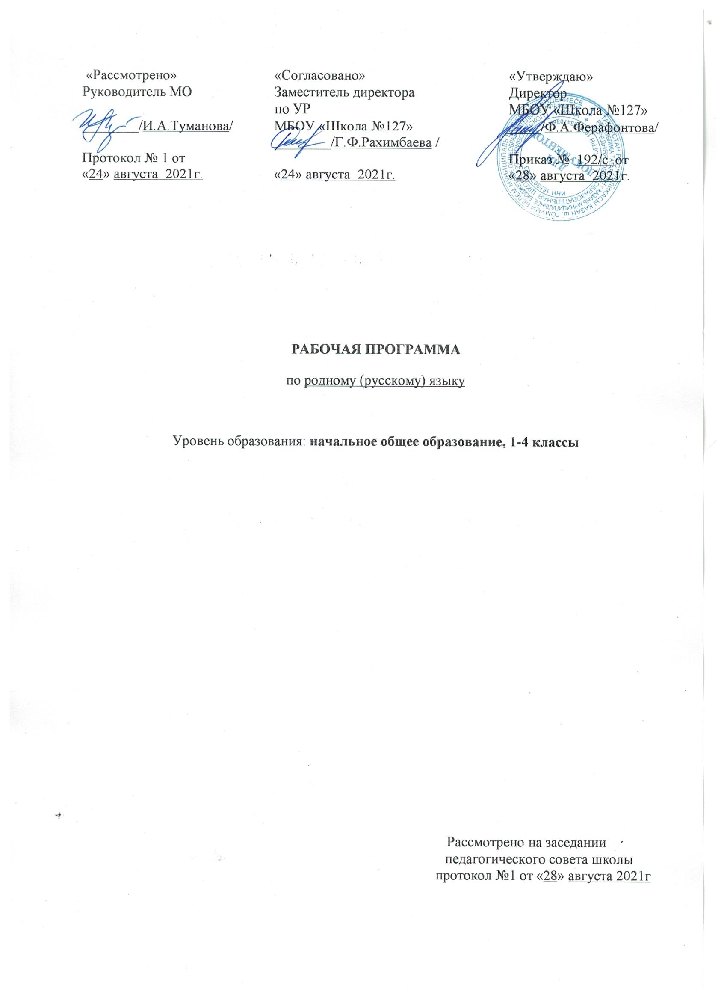 «Рассмотрено»
Руководитель МО
/И.А.Туманова/
Протокол № 1 от
«24» августа 2021г.
«Согласовано»
Заместитель директора
по УР
МБОУ «Школа №127»
/Г.Ф.Рахимбаева /
«24» августа 2021г.
«Утверждаю»
Директор
МБОУ «Школа №127»
/Ф.А.Ферафонтова/
Приказ № 192/с от
«28» августа 2021г.
ДЛЯ
ДОКУМЕНТОВ
РАБОЧАЯ ПРОГРАММА
по родному (русскому) языку
Уровень образования: начальное общее образование, 1-4 классы
Рассмотрено на заседании
педагогического совета школы
протокол №1 от «28» августа 2021г